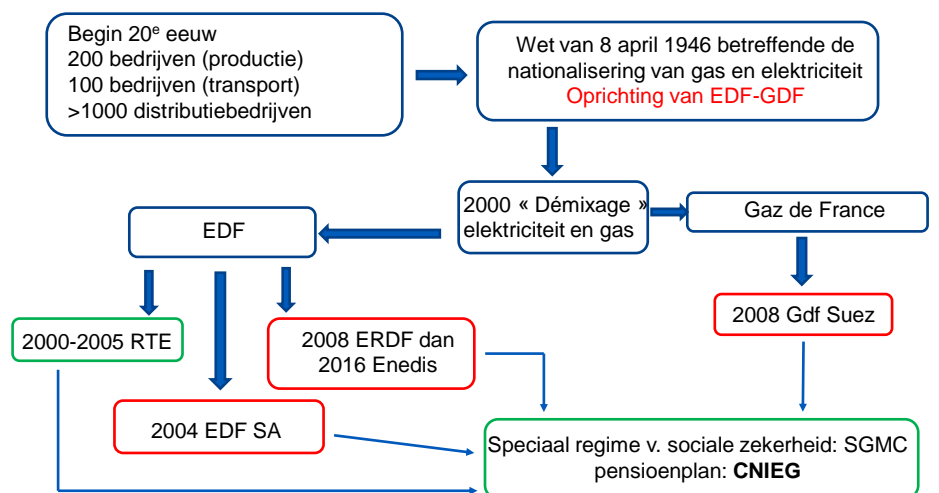 Begin 20e eeuw
200 bedrijven (productie)
100 bedrijven (transport)
>1000 distributiebedrijven
Wet van 8 april 1946 betreffende de
nationalisering van gas en elektriciteit
Oprichting van EDF-GDF
2000 « Démixage »
elektriciteit en gas
Gaz de France
EDF
2008 Gdf Suez
2000-2005 RTE
2008 ERDF dan
2016 Enedis
2004 EDF SA
Speciaal regime v. sociale zekerheid: SGMC
pensioenplan: CNIEG